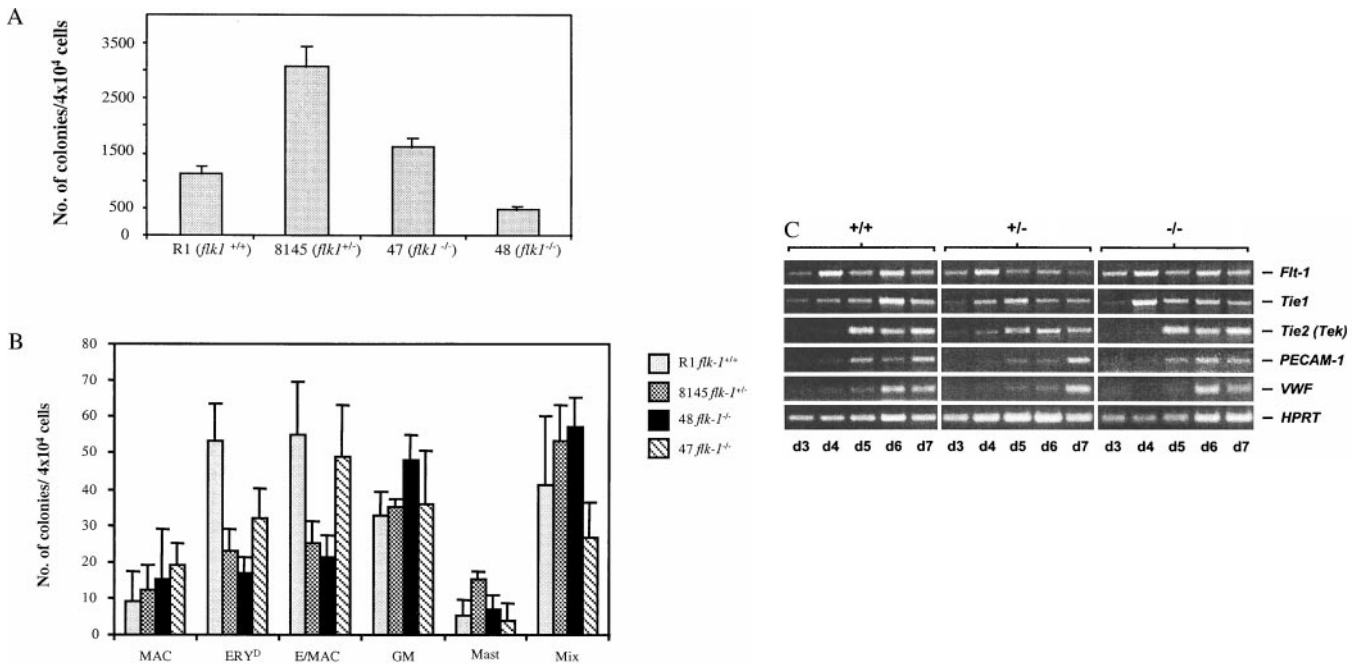 A
No. of colonies/4x10⁴ cells
3500
2500
1500
500
0
R1 (flk1 +/+)
8145 (flk1+/-)
47 (flk1 -/-)
48 (flk1-/-)
B
No. of colonies/ 4x10⁴ cells
80
70
60
50
40
30
20
10
0
MAC
ERYᴰ
E/MAC
GM
Mast
Mix
R1 flk-1+/+
8145 flk-1+/-
48 flk-1-/-
47 flk-1-/-
C
+/+
+/-
-/-
Flt-1
Tie1
Tie2 (Tek)
PECAM-1
VWF
HPRT
d3 d4 d5 d6 d7 d3 d4 d5 d6 d7 d3 d4 d5 d6 d7